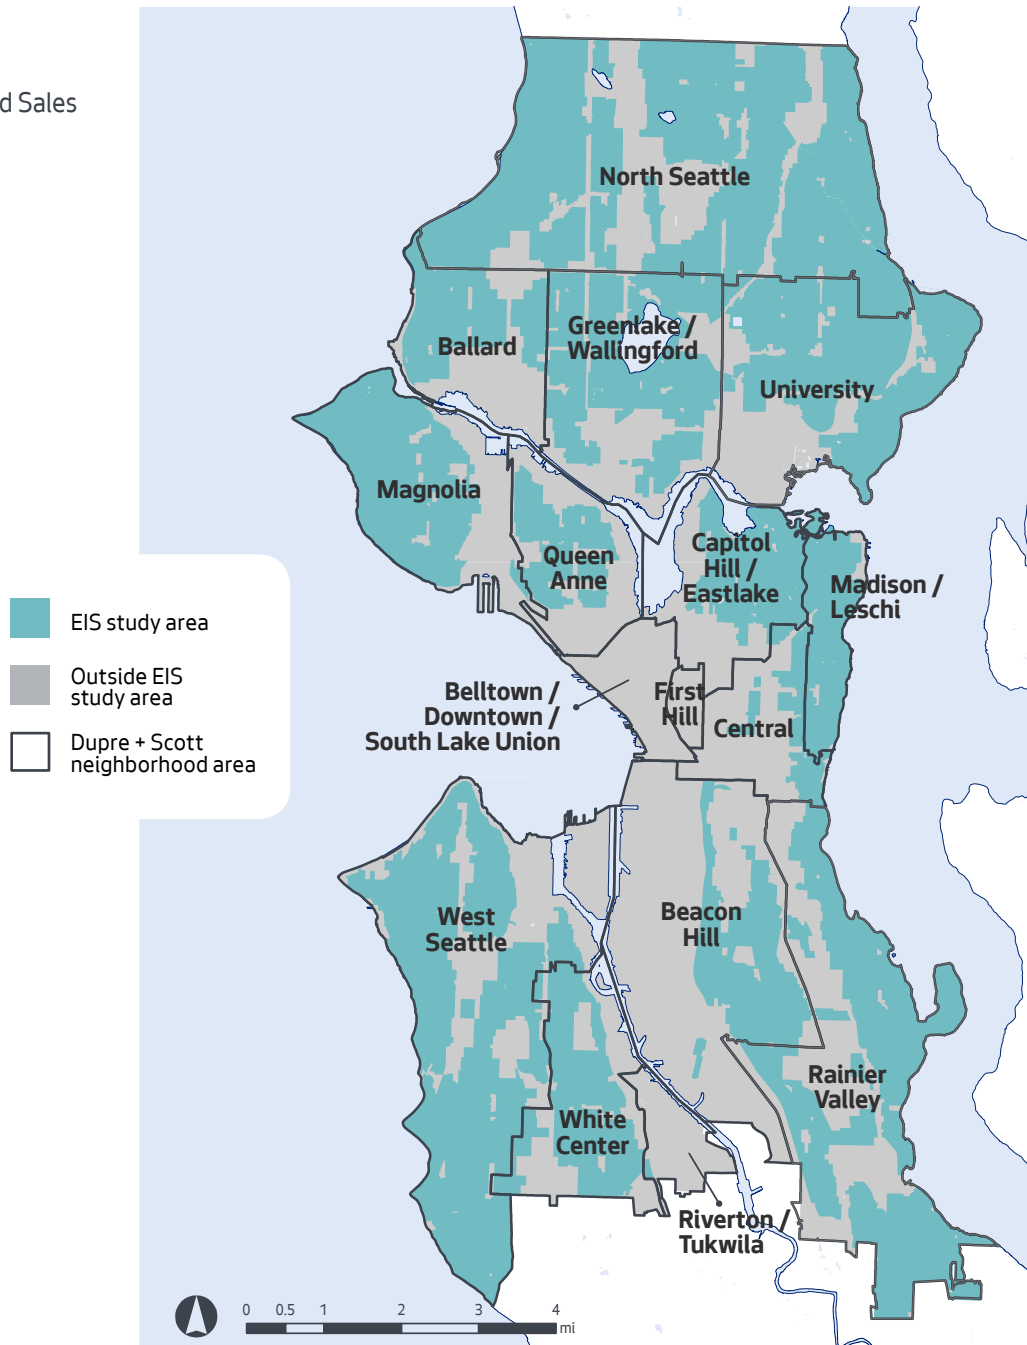 d Sales
North Seattle
Ballard
Greenlake /
Wallingford
University
Magnolia
Queen
Anne
Capitol
Hill /
Eastlake
Madison /
Leschi
EIS study area
Outside EIS
study area
Dupre + Scott
neighborhood area
Belltown /
Downtown /
South Lake Union
First
Hill
Central
West
Seattle
Beacon
Hill
Rainier
Valley
White
Center
Riverton /
Tukwila
0 0.5 1 2 3 4
mi